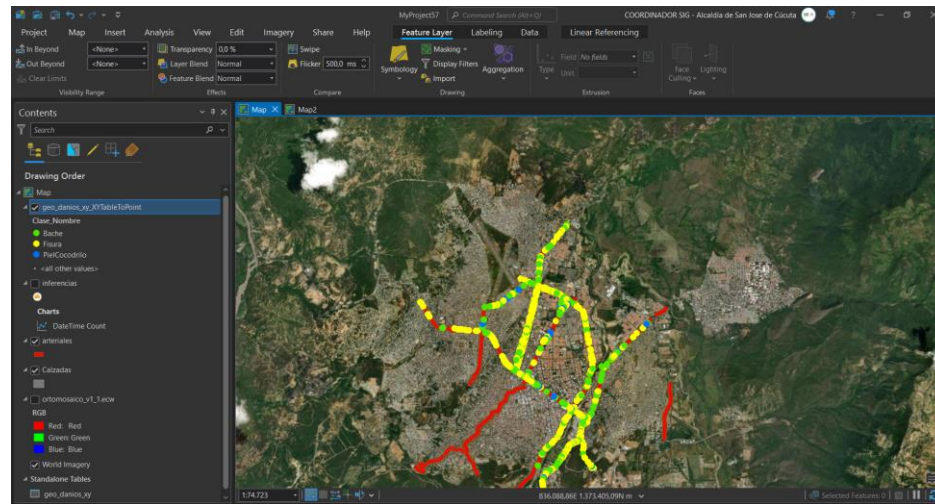 MyProject57
Command Search (Alt+Q)
COORDINADOR SIG - Alcaldía de San Jose de Cúcuta
?
Project Map Insert Analysis View Edit Imagery Share Help Feature Layer Labeling Data Linear Referencing
In Beyond <None>
Out Beyond <None>
Clear Limits
Visibility Range
Transparency 0,0 %
Layer Blend Normal
Feature Blend Normal
Effects
Swipe
Flicker 500,0 ms
Compare
Symbology
Masking
Display Filters
Import
Aggregation
Drawing
Type
Field No fields
Unit
Extrusion
Face Culling
Lighting
Faces
Contents
Search
Drawing Order
Map
geo_danios_xy_XYTableToPoint
Clase_Nombre
Bache
Fisura
PielCocodrilo
<all other values>
inferencias
Charts
DateTime Count
arteriales
Calzadas
ortomosaico_v1_1.ecw
RGB
Red: Red
Green: Green
Blue: Blue
World Imagery
Standalone Tables
geo_danios_xy
Map Map2
1:74.723
836.088,86E 1.373.405,09N m
Selected Features: 0